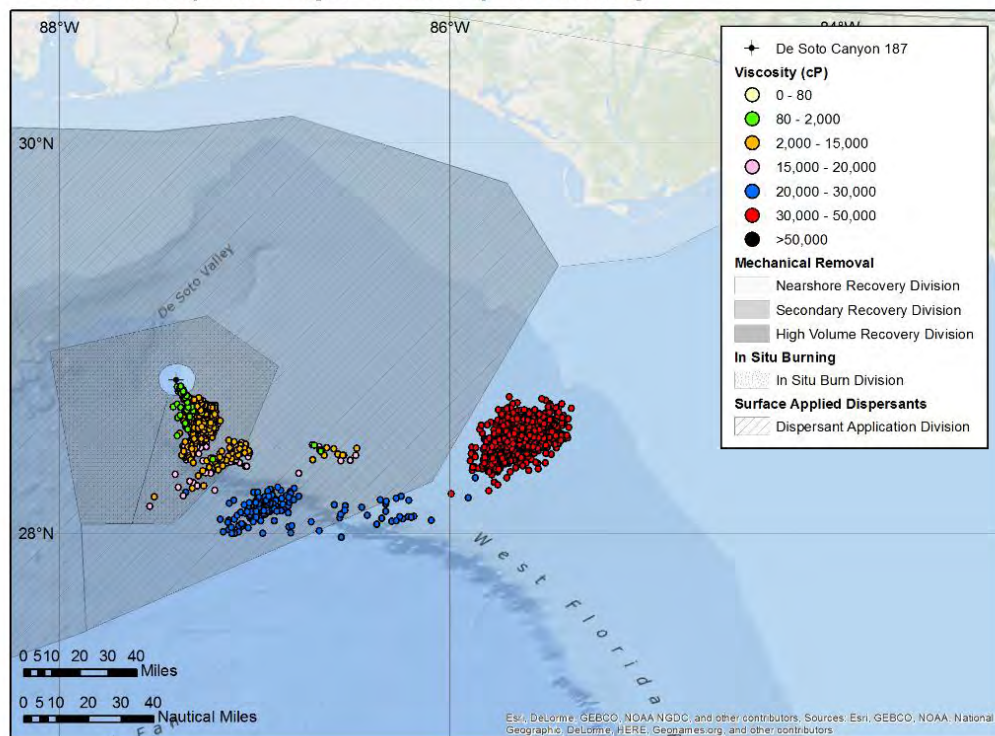 88°W
86°W
84°W
30°N
28°N
De Soto Valley
West Florida
De Soto Canyon 187
Viscosity (cP)
0 - 80
80 - 2,000
2,000 - 15,000
15,000 - 20,000
20,000 - 30,000
30,000 - 50,000
>50,000
Mechanical Removal
Nearshore Recovery Division
Secondary Recovery Division
High Volume Recovery Division
In Situ Burning
In Situ Burn Division
Surface Applied Dispersants
Dispersant Application Division
0 5 10 20 30 40
Miles
0 5 10 20 30 40
Nautical Miles
Esri, DeLorme, GEBCO, NOAA NGDC, and other contributors, Sources: Esri, GEBCO, NOAA, National
Geographic, DeLorme, HERE, Geonames.org, and other contributors